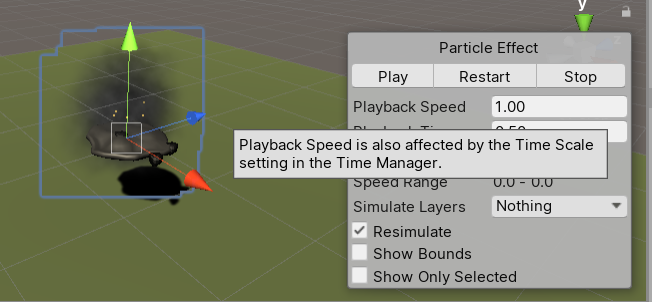 y
Particle Effect
Play Restart Stop
Playback Speed 1.00
Playback Speed is also affected by the Time Scale
setting in the Time Manager.
Speed Range 0.0 - 0.0
Simulate Layers Nothing
Resimulate
Show Bounds
Show Only Selected